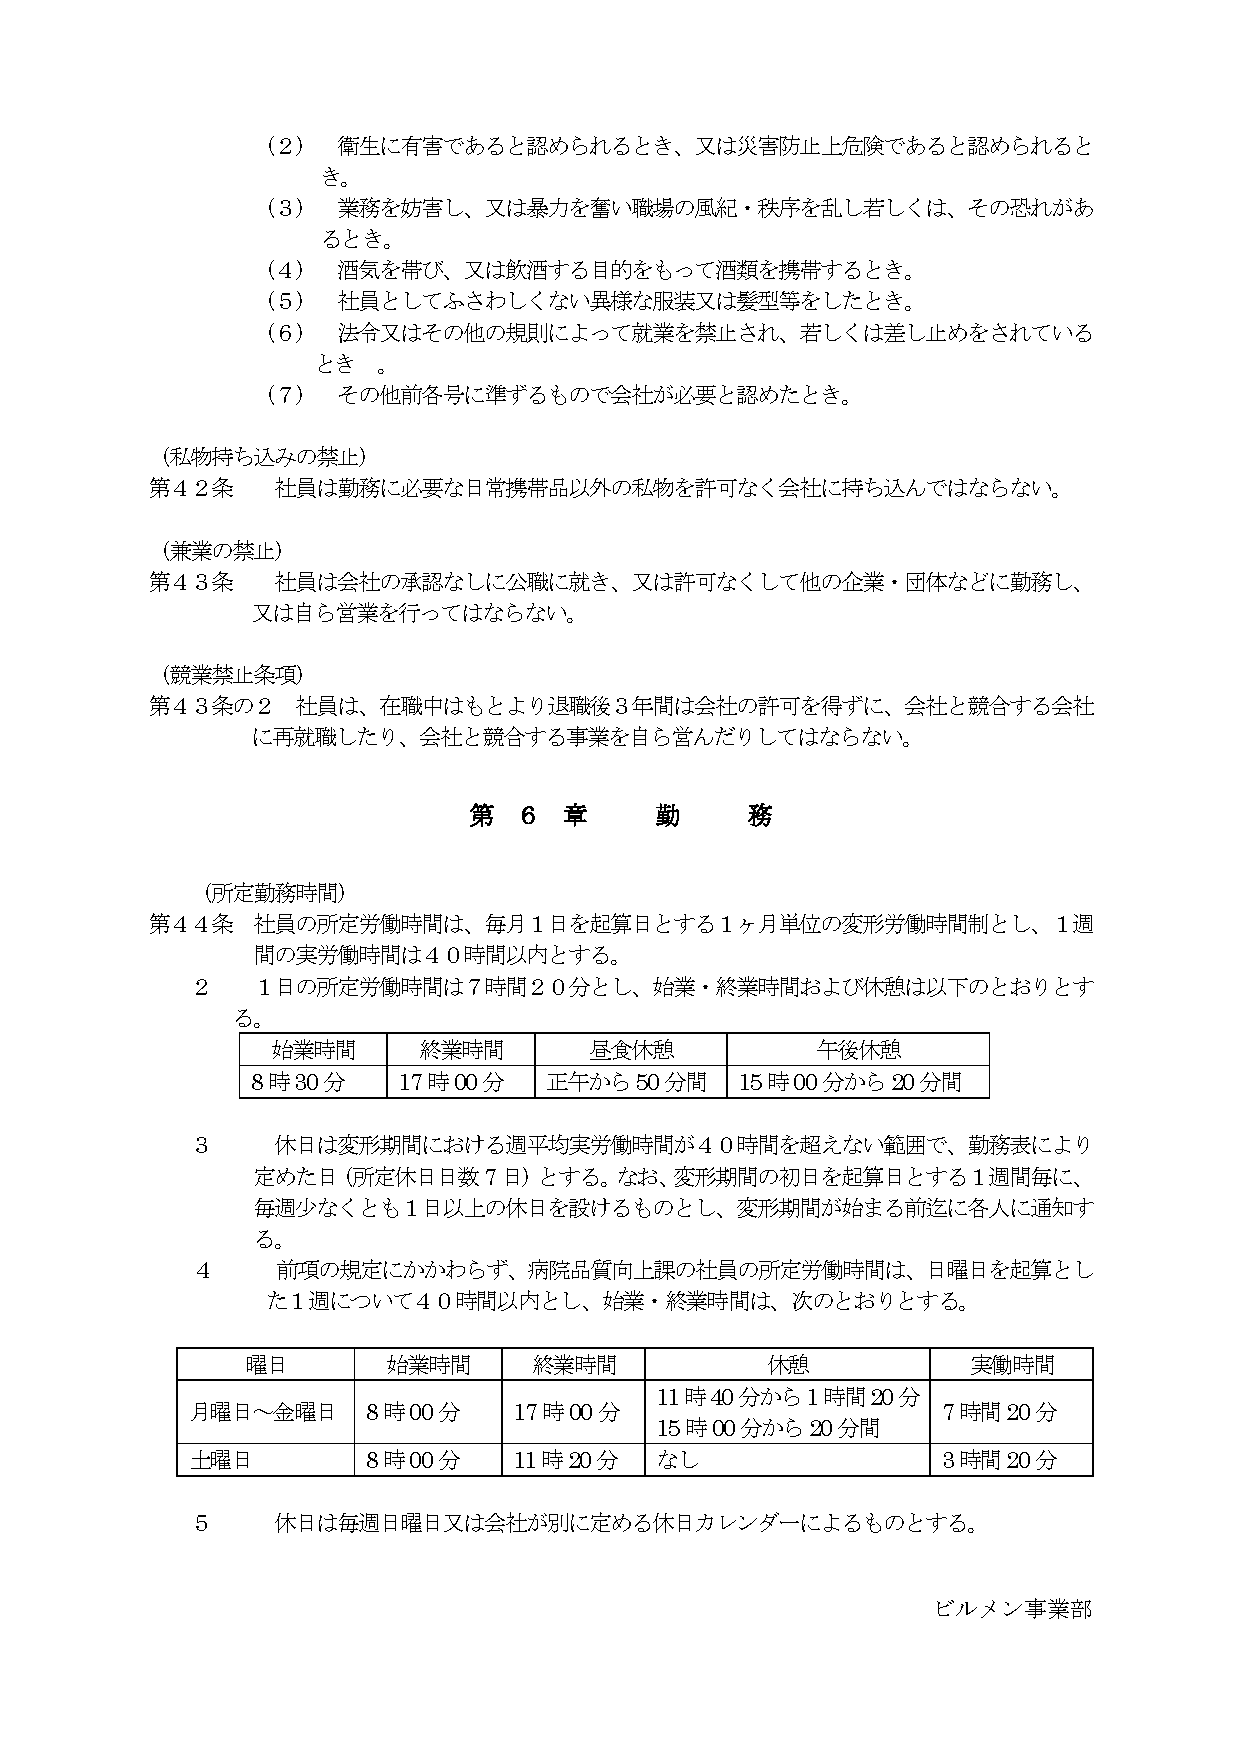 （２）　衛生に有害であると認められるとき、又は災害防止上危険であると認められると
き。
（３）　業務を妨害し、又は暴力を奮い職場の風紀・秩序を乱し若しくは、その恐れがあ
るとき。
（４）　酒気を帯び、又は飲酒する目的をもって酒類を携帯するとき。
（５）　社員としてふさわしくない異様な服装又は髪型等をしたとき。
（６）　法令又はその他の規則によって就業を禁止され、若しくは差し止めをされている
とき　。
（７）　その他前各号に準ずるもので会社が必要と認めたとき。
（私物持ち込みの禁止）
第４２条　　社員は勤務に必要な日常携帯品以外の私物を許可なく会社に持ち込んではならない。
（兼業の禁止）
第４３条　　社員は会社の承認なしに公職に就き、又は許可なくして他の企業・団体などに勤務し、
又は自ら営業を行ってはならない。
（競業禁止条項）
第４３条の２　社員は、在職中はもとより退職後３年間は会社の許可を得ずに、会社と競合する会社
に再就職したり、会社と競合する事業を自ら営んだりしてはならない。
第　６　章　　　勤　　　務
（所定勤務時間）
第４４条　社員の所定労働時間は、毎月１日を起算日とする１ヶ月単位の変形労働時間制とし、１週
間の実労働時間は４０時間以内とする。
２　　１日の所定労働時間は７時間２０分とし、始業・終業時間および休憩は以下のとおりとす
る。
始業時間　終業時間　昼食休憩　午後休憩
8時30分　17時00分　正午から50分間　15時00分から20分間
３　　　休日は変形期間における週平均実労働時間が４０時間を超えない範囲で、勤務表により
定めた日（所定休日日数７日）とする。なお、変形期間の初日を起算日とする１週間毎に、
毎週少なくとも１日以上の休日を設けるものとし、変形期間が始まる前迄に各人に通知す
る。
４　　　前項の規定にかかわらず、病院品質向上課の社員の所定労働時間は、日曜日を起算とし
た１週について４０時間以内とし、始業・終業時間は、次のとおりとする。
曜日　始業時間　終業時間　休憩　実働時間
月曜日～金曜日　8時00分　17時00分　11時40分から1時間20分　7時間20分
15時00分から20分間
土曜日　8時00分　11時20分　なし　3時間20分
５　　　休日は毎週日曜日又は会社が別に定める休日カレンダーによるものとする。
ビルメン事業部